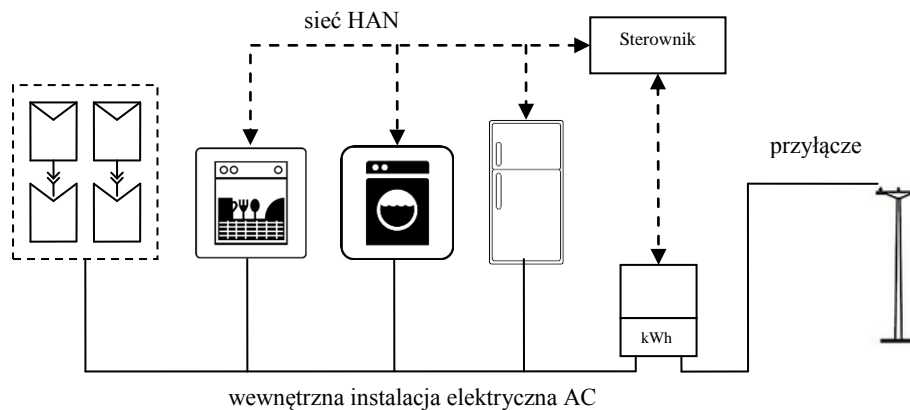 sieć HAN
Sterownik
przyłącze
kWh
wewnętrzna instalacja elektryczna AC